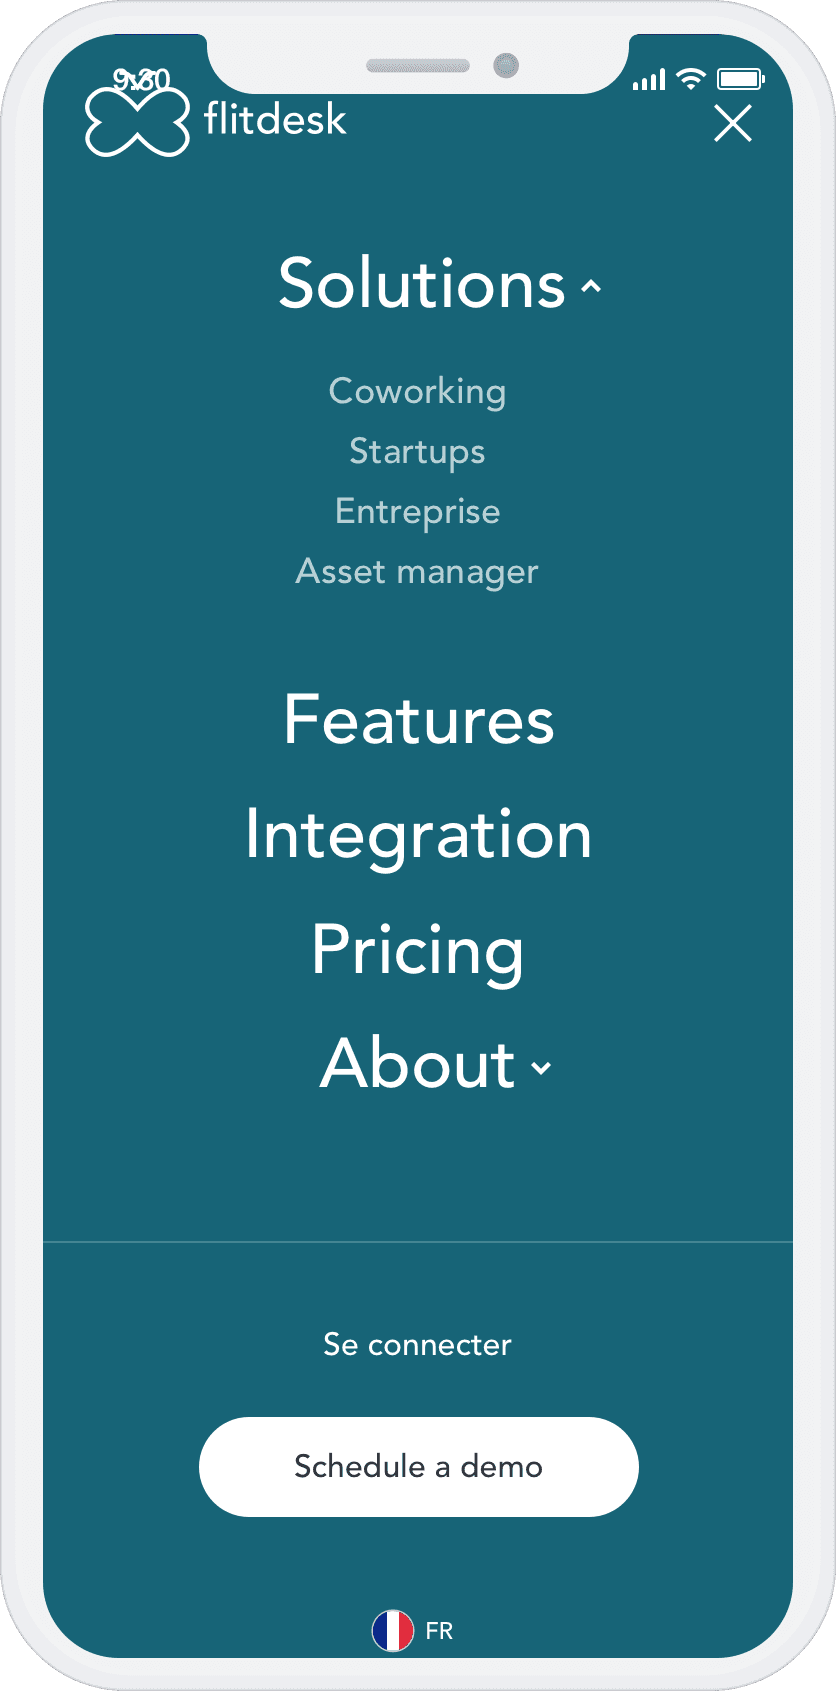 9:30
flitdesk
Solutions
Coworking
Startups
Entreprise
Asset manager
Features
Integration
Pricing
About
Se connecter
Schedule a demo
FR